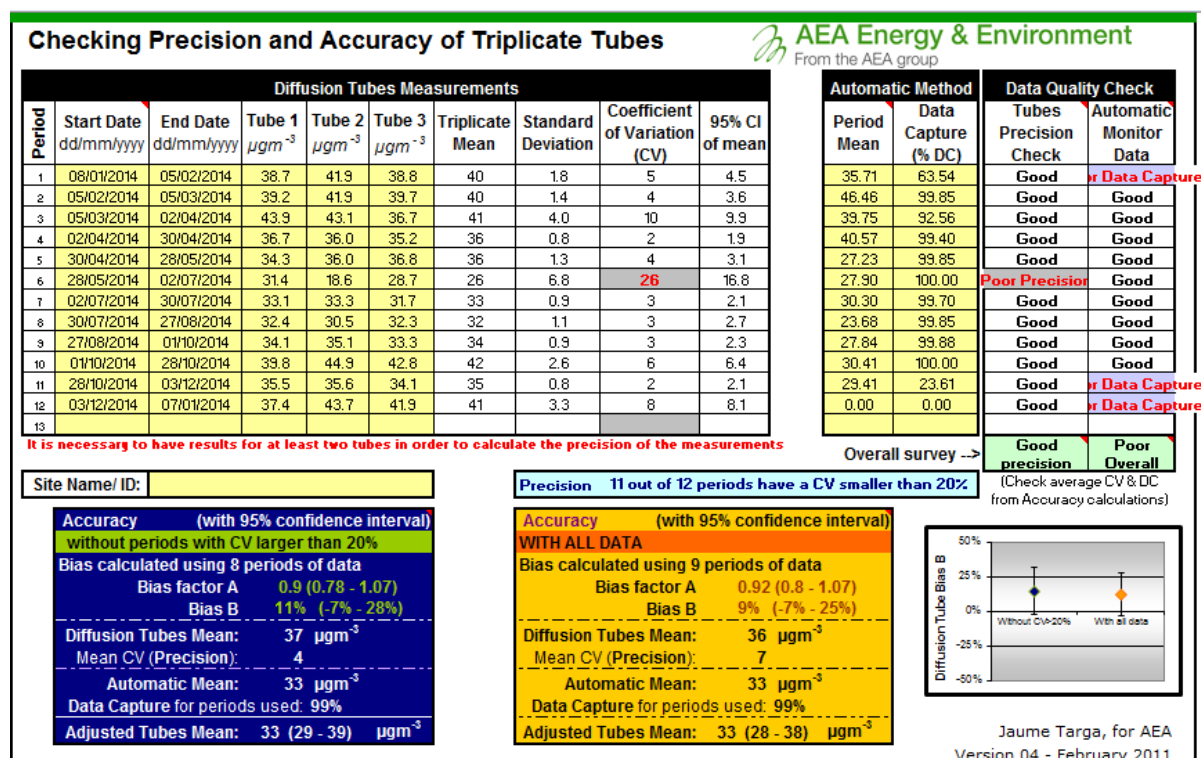 Checking Precision and Accuracy of Triplicate Tubes
AEA Energy & Environment
From the AEA group
Diffusion Tubes Measurements Automatic Method Data Quality Check
Period Start Date dd/mm/yyyy End Date dd/mm/yyyy Tube 1 µgm-3 Tube 2 µgm-3 Tube 3 µgm-3 Triplicate Mean Standard Deviation Coefficient of Variation (CV) 95% CI of mean Period Mean Data Capture (% DC) Tubes Precision Check Automatic Monitor Data
1 08/01/2014 05/02/2014 38.7 41.9 38.8 40 1.8 5 4.5 35.71 63.54 Good r Data Capture
2 05/02/2014 05/03/2014 39.2 41.9 39.7 40 1.4 4 3.6 46.46 99.85 Good Good
3 05/03/2014 02/04/2014 43.9 43.1 36.7 41 4.0 10 9.9 39.75 92.56 Good Good
4 02/04/2014 30/04/2014 36.7 36.0 35.2 36 0.8 2 1.9 40.57 99.40 Good Good
5 30/04/2014 28/05/2014 34.3 36.0 36.8 36 1.3 4 3.1 27.23 99.85 Good Good
6 28/05/2014 02/07/2014 31.4 18.6 28.7 26 6.8 26 16.8 27.90 100.00 Poor Precision Good
7 02/07/2014 30/07/2014 33.1 33.3 31.7 33 0.9 3 2.1 30.30 99.70 Good Good
8 30/07/2014 27/08/2014 32.4 30.5 32.3 32 1.1 3 2.7 23.68 99.85 Good Good
9 27/08/2014 01/10/2014 34.1 35.1 33.3 34 0.9 3 2.3 27.84 99.88 Good Good
10 01/10/2014 28/10/2014 39.8 44.9 42.8 42 2.6 6 6.4 30.41 100.00 Good Good
11 28/10/2014 03/12/2014 35.5 35.6 34.1 35 0.8 2 2.1 29.41 23.61 Good r Data Capture
12 03/12/2014 07/01/2014 37.4 43.7 41.9 41 3.3 8 8.1 0.00 0.00 Good r Data Capture
13
It is necessary to have results for at least two tubes in order to calculate the precision of the measurements
Overall survey --> Good precision Poor Overall
Site Name/ ID:
Precision 11 out of 12 periods have a CV smaller than 20%
(Check average CV & DC
from Accuracy calculations)
Accuracy (with 95% confidence interval)
without periods with CV larger than 20%
Bias calculated using 8 periods of data
Bias factor A 0.9 (0.78 - 1.07)
Bias B 11% (-7% - 28%)
Diffusion Tubes Mean: 37 µgm-3
Mean CV (Precision): 4
Automatic Mean: 33 µgm-3
Data Capture for periods used: 99%
Adjusted Tubes Mean: 33 (29 - 39) µgm-3
Accuracy (with 95% confidence interval)
WITH ALL DATA
Bias calculated using 9 periods of data
Bias factor A 0.92 (0.8 - 1.07)
Bias B 9% (-7% - 25%)
Diffusion Tubes Mean: 36 µgm-3
Mean CV (Precision): 7
Automatic Mean: 33 µgm-3
Data Capture for periods used: 99%
Adjusted Tubes Mean: 33 (28 - 38) µgm-3
Diffusion Tube Bias B
50%
25%
0%
-25%
-50%
Without CV>20% With all data
Jaume Targa, for AEA
Version 04 - February 2011